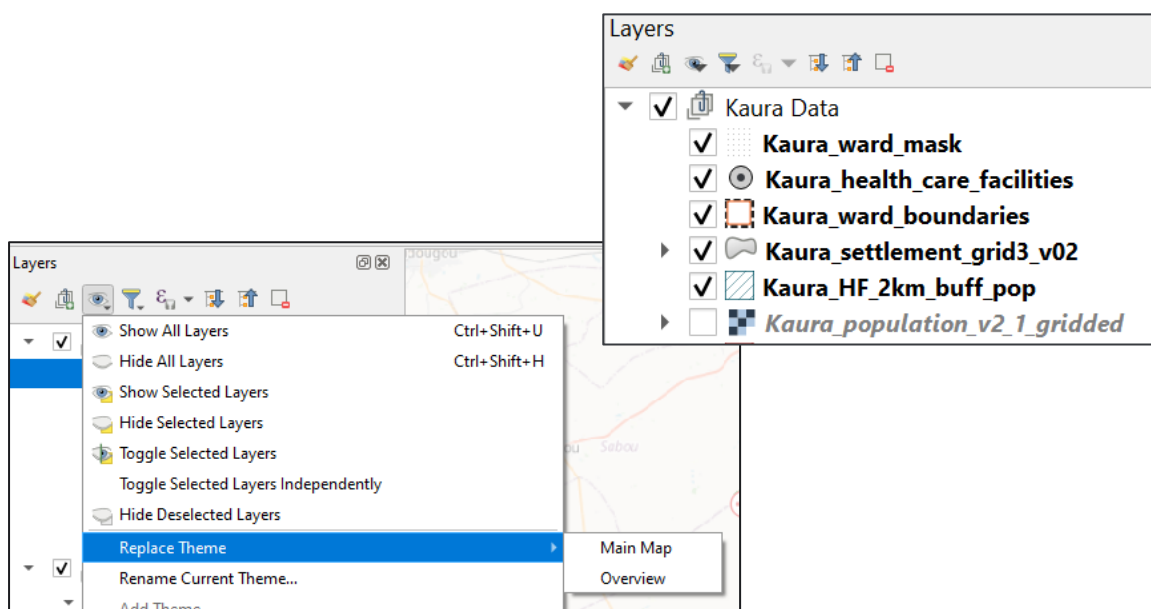 Layers
Kaura Data
Kaura_ward_mask
Kaura_health_care_facilities
Kaura_ward_boundaries
Kaura_settlement_grid3_v02
Kaura_HF_2km_buff_pop
Kaura_population_v2_1_gridded
Layers
Show All Layers Ctrl+Shift+U
Hide All Layers Ctrl+Shift+H
Show Selected Layers
Hide Selected Layers
Toggle Selected Layers
Toggle Selected Layers Independently
Hide Deselected Layers
Replace Theme
Rename Current Theme...
Add Theme
Main Map
Overview
Sabou